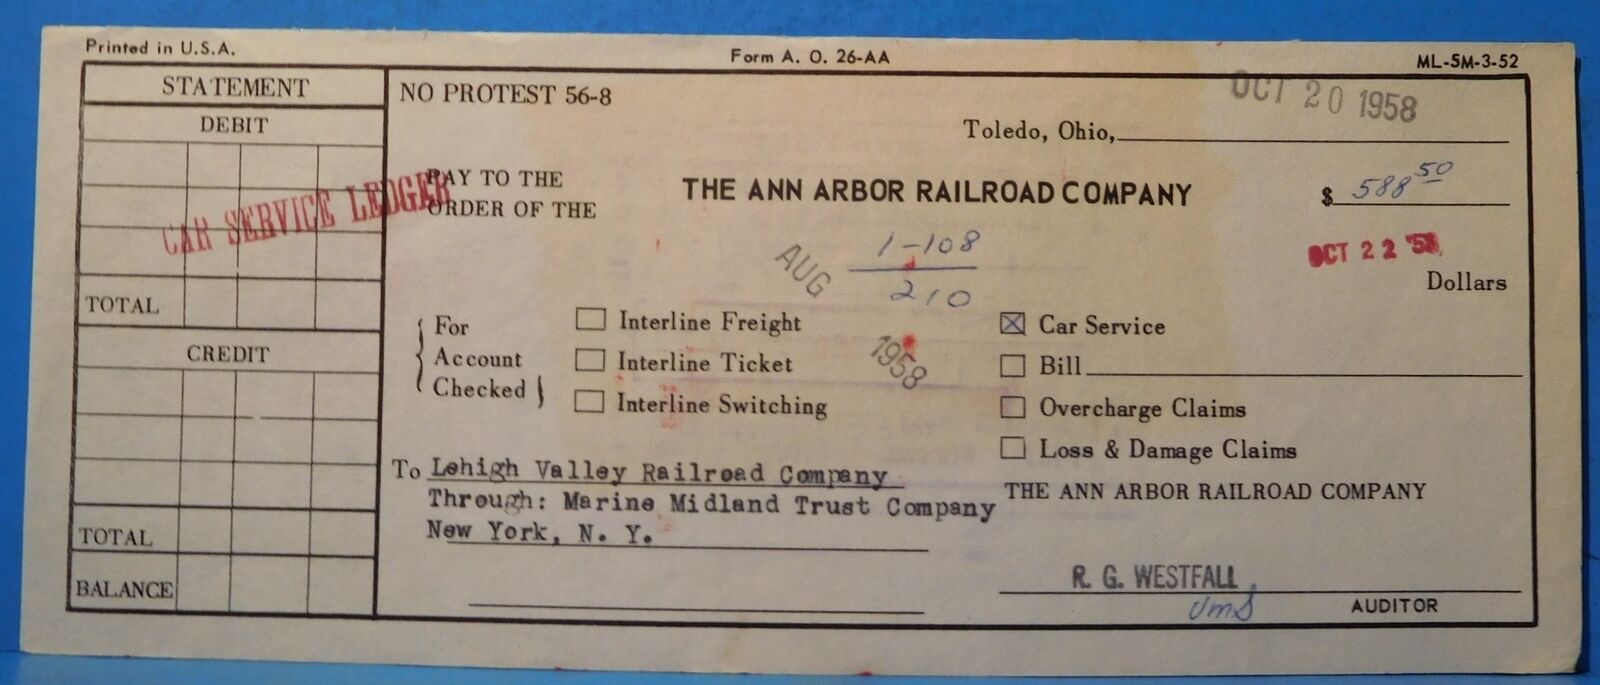 Printed in U.S.A.
Form A. O. 26-AA
ML-5M-3-52
STATEMENT
DEBIT
TOTAL
CREDIT
TOTAL
BALANCE
CAR SERVICE LEDGER
NO PROTEST 56-8
OCT 20 1958
Toledo, Ohio,
PAY TO THE
ORDER OF THE
THE ANN ARBOR RAILROAD COMPANY
$ 588 50
1-108
210
AUG 1958
OCT 22 '58
Dollars
For
Account
Checked
Interline Freight
Interline Ticket
Interline Switching
Car Service
Bill
Overcharge Claims
Loss & Damage Claims
To Lehigh Valley Railroad Company
Through: Marine Midland Trust Company
New York, N. Y.
THE ANN ARBOR RAILROAD COMPANY
R. G. WESTFALL
JmS
AUDITOR